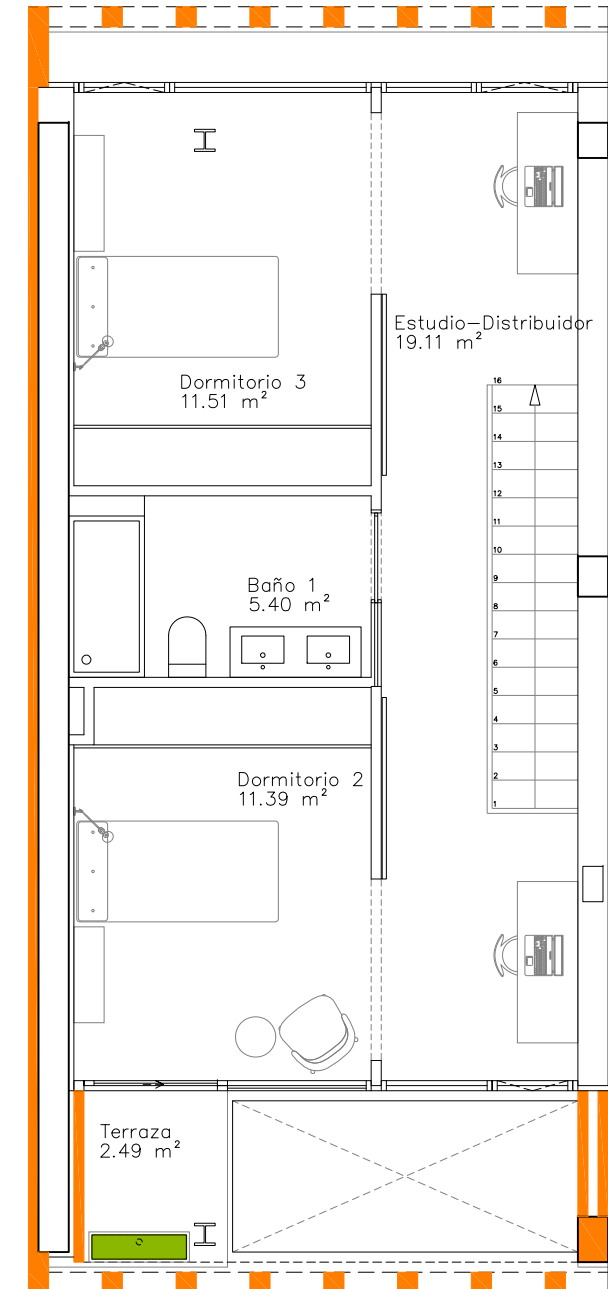 Estudio-Distribuidor
19.11 m²
Dormitorio 3
11.51 m²
16
15
14
13
12
11
10
9
8
7
6
5
4
3
2
1
Baño 1
5.40 m²
Dormitorio 2
11.39 m²
Terraza
2.49 m²